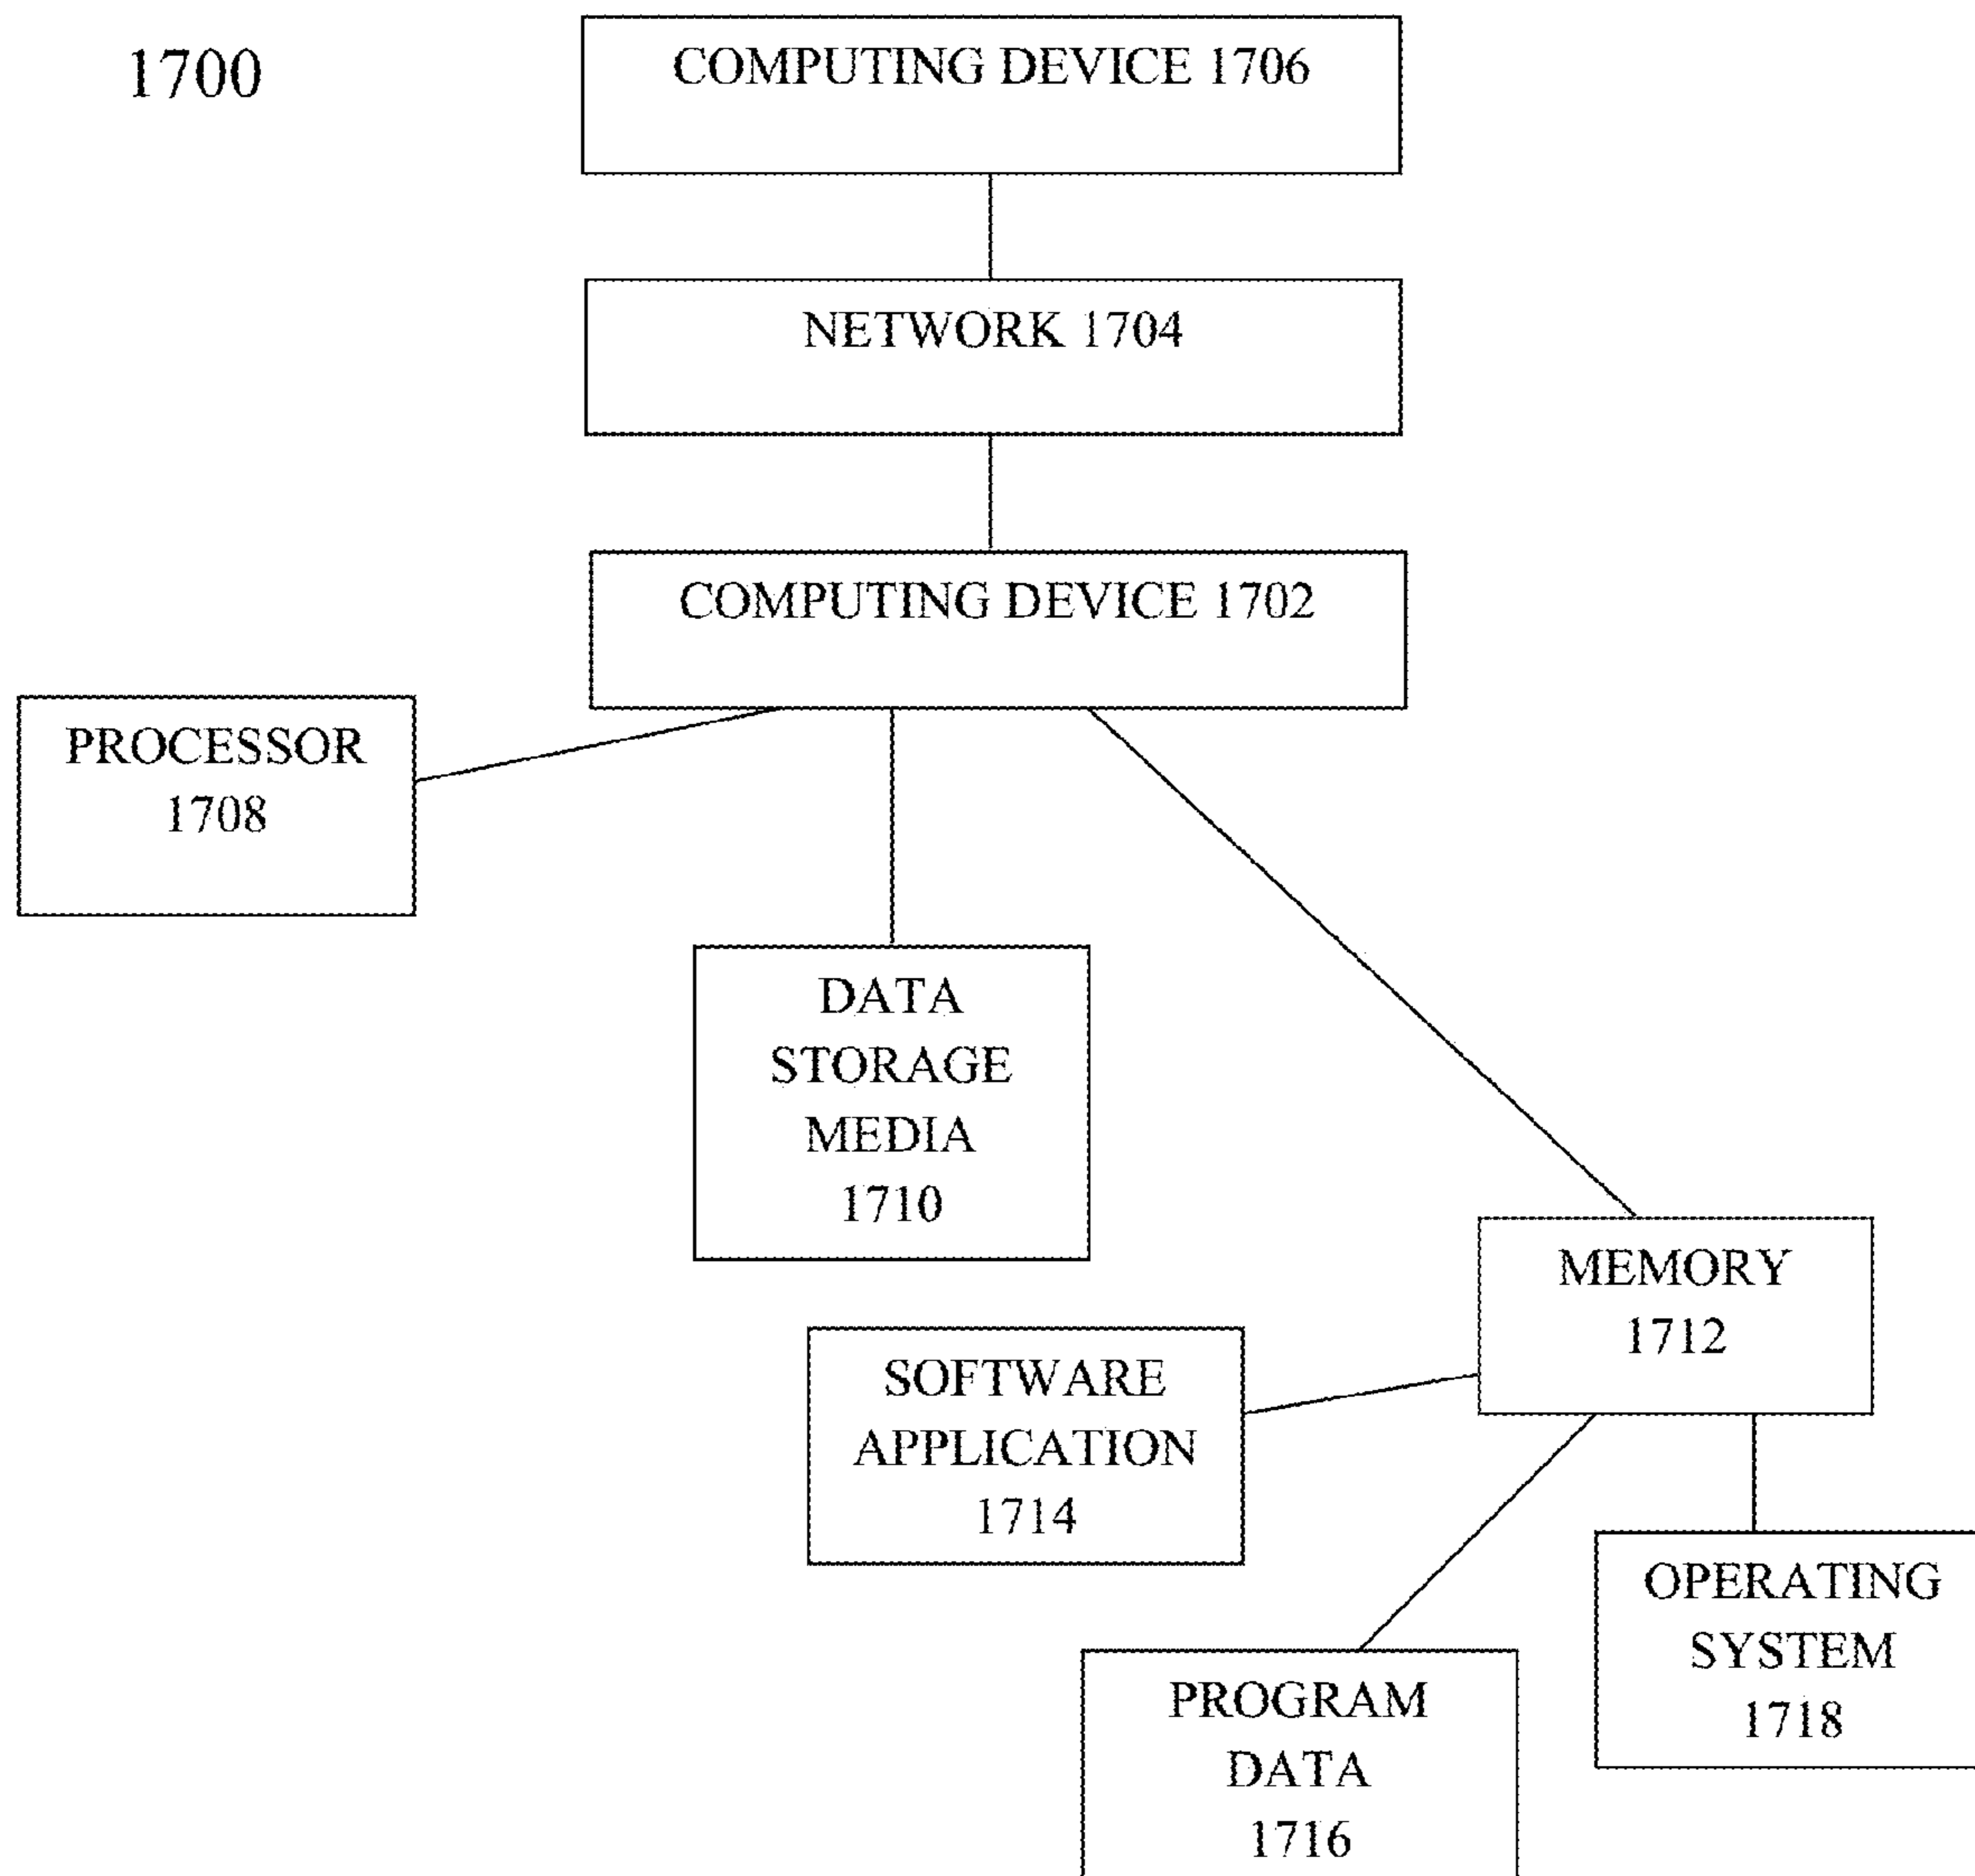 1700
COMPUTING DEVICE 1706
NETWORK 1704
COMPUTING DEVICE 1702
PROCESSOR
1708
DATA
STORAGE
MEDIA
1710
MEMORY
1712
SOFTWARE
APPLICATION
1714
OPERATING
SYSTEM
1718
PROGRAM
DATA
1716